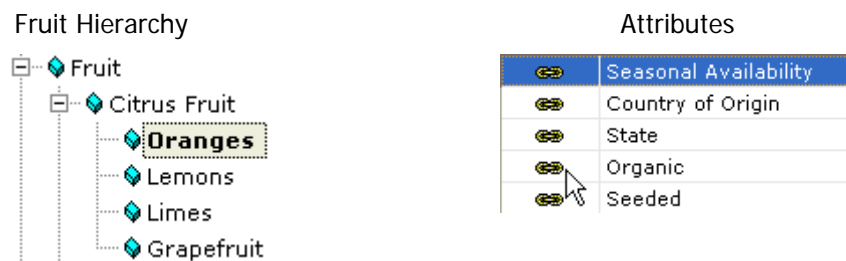 Fruit Hierarchy
Fruit
Citrus Fruit
Oranges
Lemons
Limes
Grapefruit
Attributes
Seasonal Availability
Country of Origin
State
Organic
Seeded